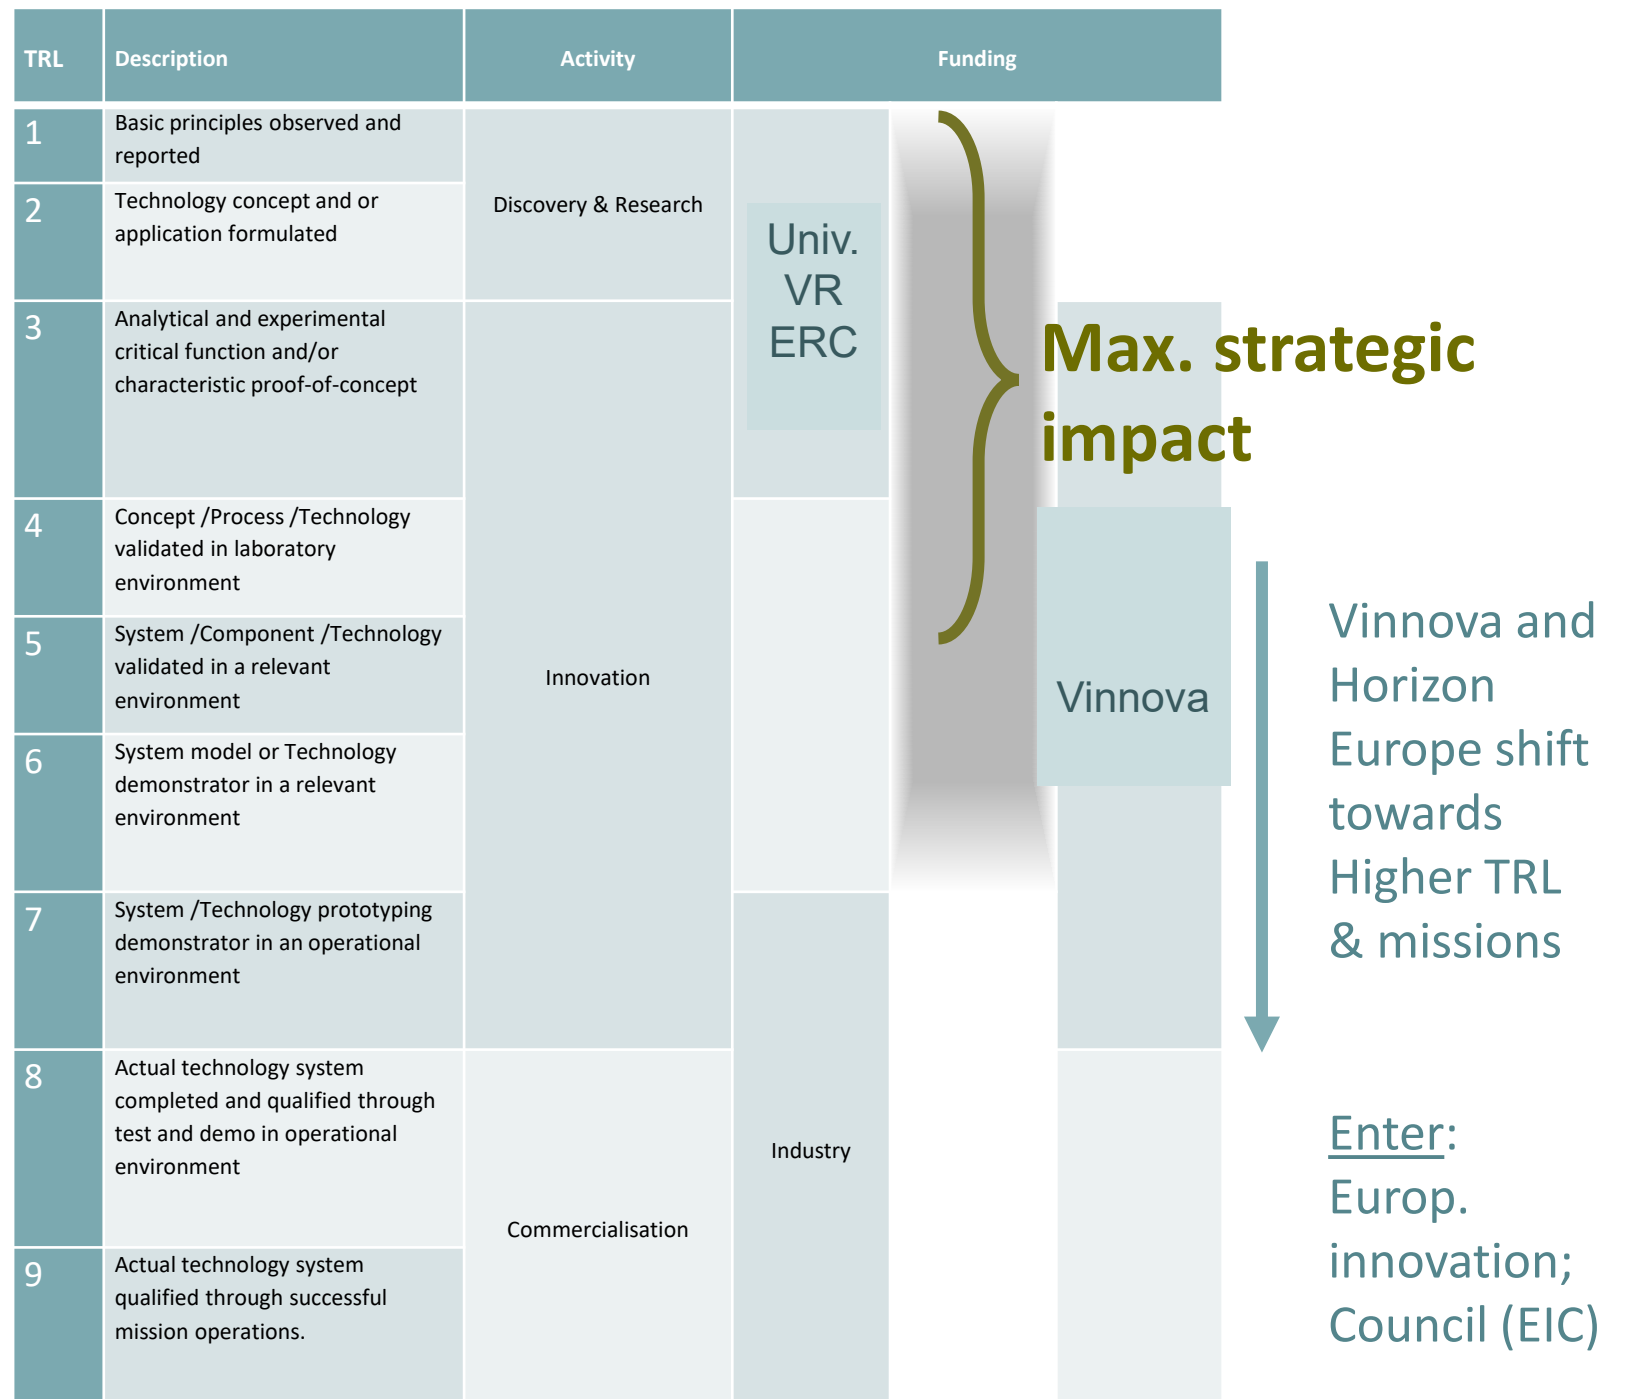 TRL Description Activity Funding
1
Basic principles observed and
reported
2
Technology concept and or
application formulated
Discovery & Research
3
Analytical and experimental
critical function and/or
characteristic proof-of-concept
Univ.
VR
ERC
Max. strategic
impact
4
Concept /Process /Technology
validated in laboratory
environment
5
System /Component /Technology
validated in a relevant
environment
Innovation
Vinnova
6
System model or Technology
demonstrator in a relevant
environment
7
System /Technology prototyping
demonstrator in an operational
environment
8
Actual technology system
completed and qualified through
test and demo in operational
environment
Industry
Commercialisation
9
Actual technology system
qualified through successful
mission operations.
Vinnova and
Horizon
Europe shift
towards
Higher TRL
& missions
Enter:
Europ.
innovation;
Council (EIC)